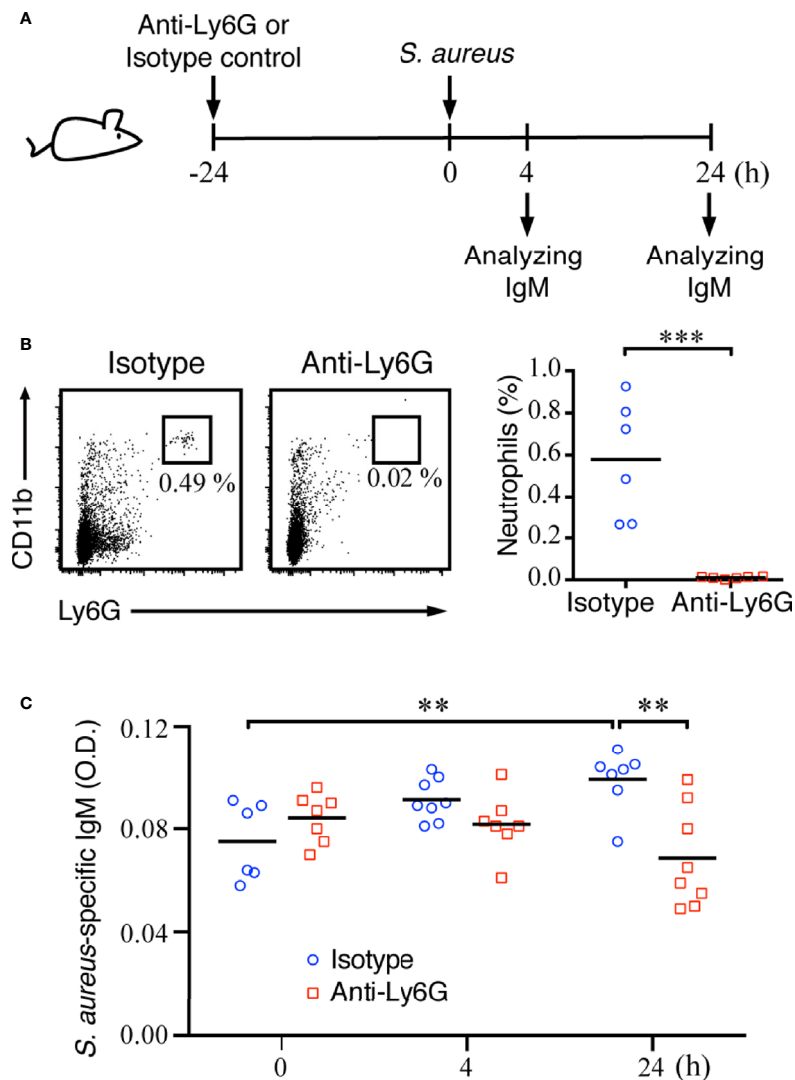 A
Anti-Ly6G or
Isotype control
S. aureus
-24
0
4
24 (h)
Analyzing
IgM
Analyzing
IgM
B
Isotype
Anti-Ly6G
CD11b
0.49 %
0.02 %
Ly6G
***
Neutrophils (%)
1.0
0.8
0.6
0.4
0.2
0.0
Isotype
Anti-Ly6G
C
S. aureus-specific IgM (O.D.)
0.12
0.08
0.04
0.00
**
**
Isotype
Anti-Ly6G
0
4
24 (h)